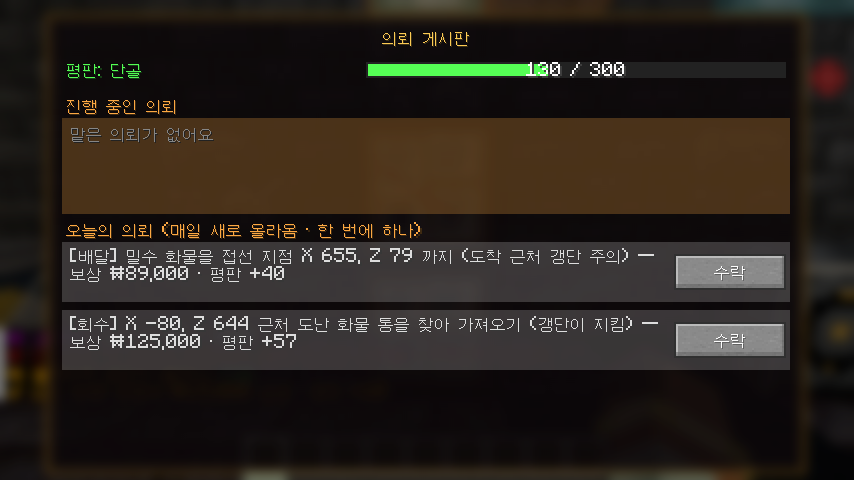 의뢰 게시판
평판: 단골
130 / 300
진행 중인 의뢰
맡은 의뢰가 없어요
오늘의 의뢰 (매일 새로 올라옴 · 한 번에 하나)
[배달] 밀수 화물을 접선 지점 X 655, Z 79 까지 (도착 근처 갱단 주의) —
보상 ₩89,000 · 평판 +40
수락
[회수] X -80, Z 644 근처 도난 화물 통을 찾아 가져오기 (갱단이 지킴) —
보상 ₩125,000 · 평판 +57
수락